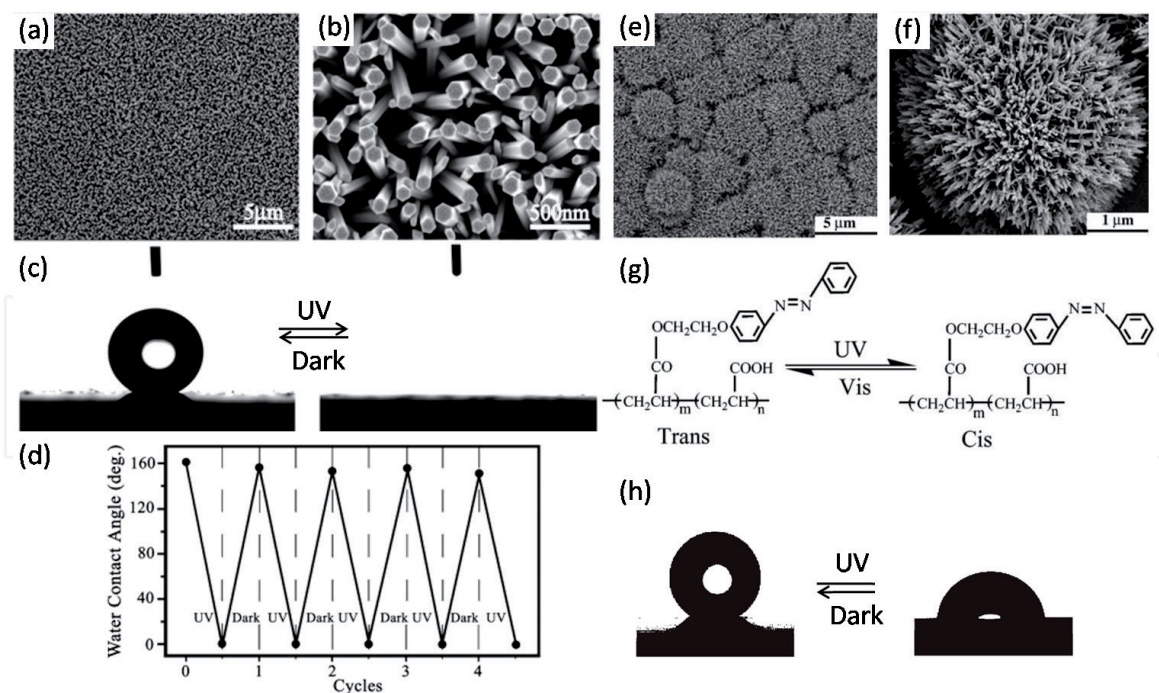 (a)
5μm
(b)
500nm
(e)
5 μm
(f)
1 μm
(c)
UV
Dark
(d)
Water Contact Angle (deg.)
160
120
80
40
0
UV Dark UV Dark UV Dark UV Dark UV
0 1 2 3 4
Cycles
(g)
N=N
OCH₂CH₂O
CO COOH
(CH₂CH)m(CH₂CH)n
Trans
UV
Vis
N=N
OCH₂CH₂O
CO COOH
(CH₂CH)m(CH₂CH)n
Cis
(h)
UV
Dark